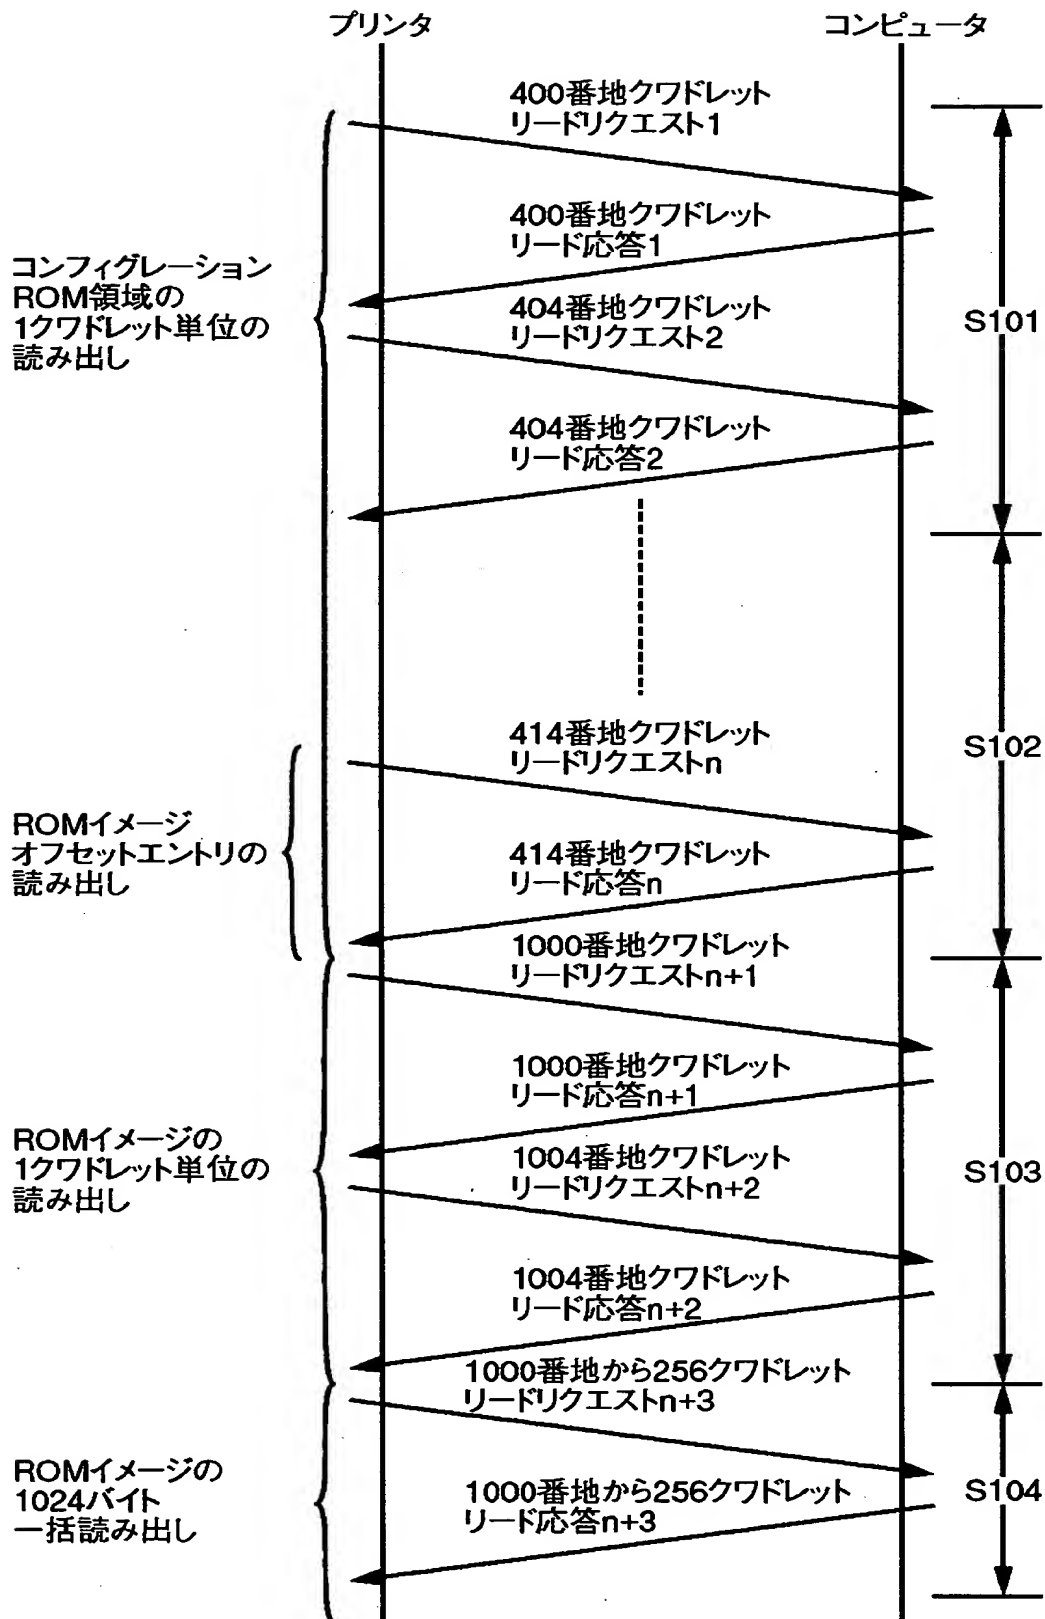 プリンタ
コンピュータ
400番地クワドレット
リードリクエスト1
400番地クワドレット
リード応答1
コンフィグレーション
ROM領域の
1クワドレット単位の
読み出し
404番地クワドレット
リードリクエスト2
S101
404番地クワドレット
リード応答2
414番地クワドレット
リードリクエストn
S102
ROMイメージ
オフセットエントリの
読み出し
414番地クワドレット
リード応答n
1000番地クワドレット
リードリクエストn+1
1000番地クワドレット
リード応答n+1
ROMイメージの
1クワドレット単位の
読み出し
1004番地クワドレット
リードリクエストn+2
S103
1004番地クワドレット
リード応答n+2
1000番地から256クワドレット
リードリクエストn+3
ROMイメージの
1024バイト
一括読み出し
1000番地から256クワドレット
リード応答n+3
S104